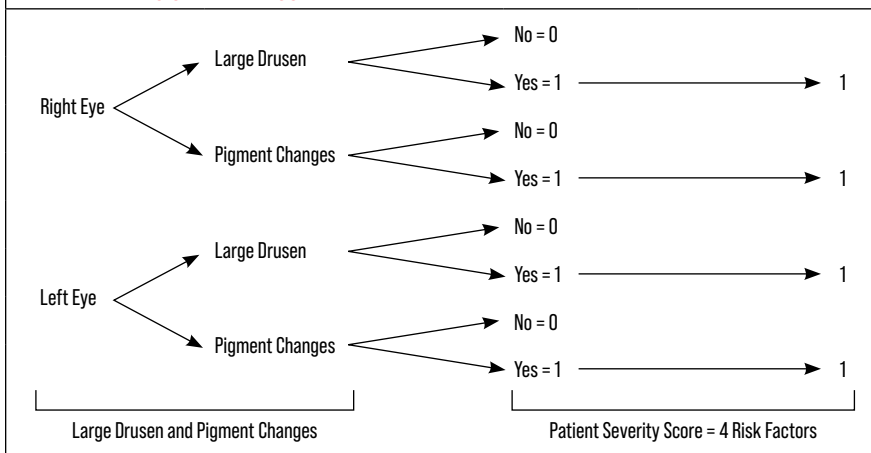 No = 0
Large Drusen
Yes = 1 1
Right Eye
No = 0
Pigment Changes
Yes = 1 1
No = 0
Large Drusen
Yes = 1 1
Left Eye
No = 0
Pigment Changes
Yes = 1 1
Large Drusen and Pigment Changes
Patient Severity Score = 4 Risk Factors